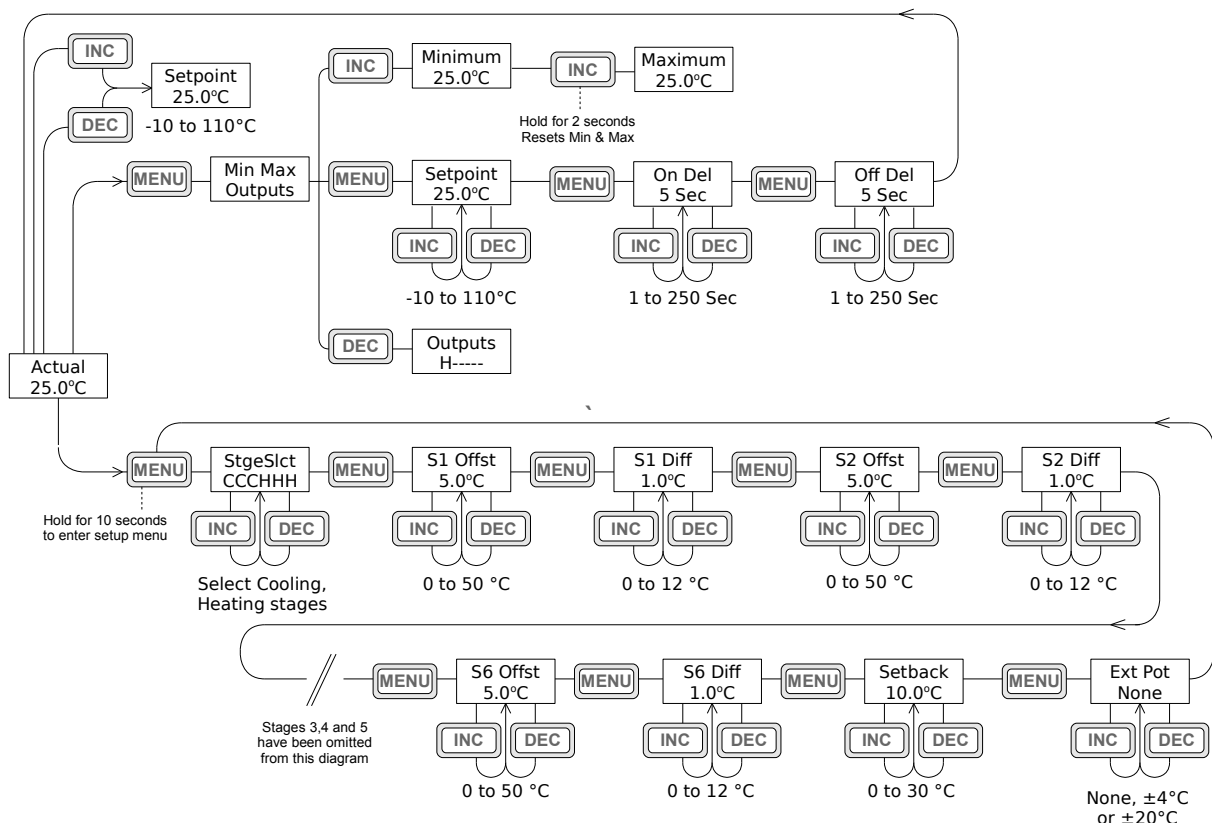 INC
Setpoint
25.0°C
DEC
-10 to 110°C
INC
Minimum
25.0°C
INC
Maximum
25.0°C
Hold for 2 seconds
Resets Min & Max
MENU
Min Max
Outputs
MENU
Setpoint
25.0°C
MENU
On Del
5 Sec
MENU
Off Del
5 Sec
INC
DEC
INC
DEC
INC
DEC
-10 to 110°C
1 to 250 Sec
1 to 250 Sec
DEC
Outputs
H-----
Actual
25.0°C
`
MENU
StgeSlct
CCCHHH
MENU
S1 Offst
5.0°C
MENU
S1 Diff
1.0°C
MENU
S2 Offst
5.0°C
MENU
S2 Diff
1.0°C
Hold for 10 seconds
to enter setup menu
INC
DEC
INC
DEC
INC
DEC
INC
DEC
INC
DEC
Select Cooling,
Heating stages
0 to 50 °C
0 to 12 °C
0 to 50 °C
0 to 12 °C
MENU
S6 Offst
5.0°C
MENU
S6 Diff
1.0°C
MENU
Setback
10.0°C
MENU
Ext Pot
None
Stages 3,4 and 5
have been omitted
from this diagram
INC
DEC
INC
DEC
INC
DEC
INC
DEC
0 to 50 °C
0 to 12 °C
0 to 30 °C
None, ±4°C
or ±20°C